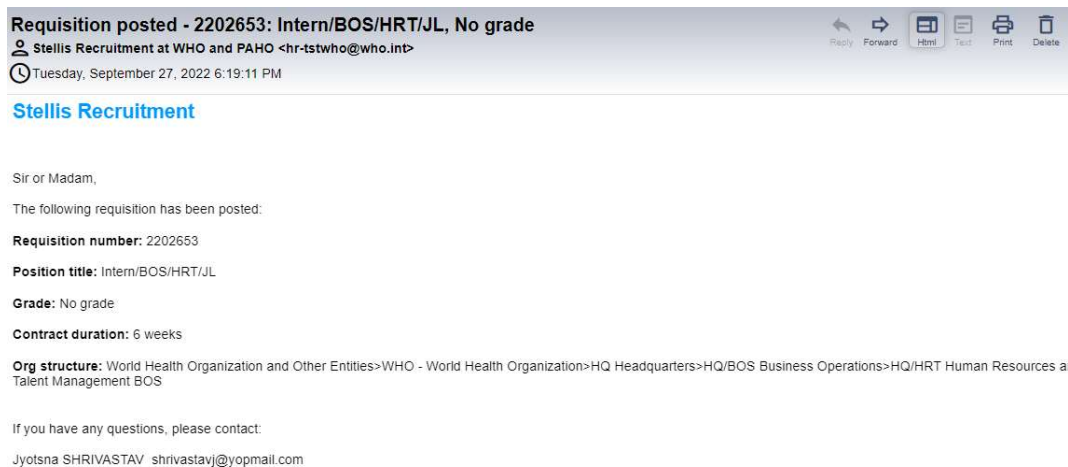 Requisition posted - 2202653: Intern/BOS/HRT/JL, No grade
Stellis Recruitment at WHO and PAHO <hr-tstwho@who.int>
Reply Forward Html Text Print Delete
Tuesday, September 27, 2022 6:19:11 PM
Stellis Recruitment
Sir or Madam,
The following requisition has been posted:
Requisition number: 2202653
Position title: Intern/BOS/HRT/JL
Grade: No grade
Contract duration: 6 weeks
Org structure: World Health Organization and Other Entities>WHO - World Health Organization>HQ Headquarters>HQ/BOS Business Operations>HQ/HRT Human Resources a
Talent Management BOS
If you have any questions, please contact:
Jyotsna SHRIVASTAV shrivastavj@yopmail.com